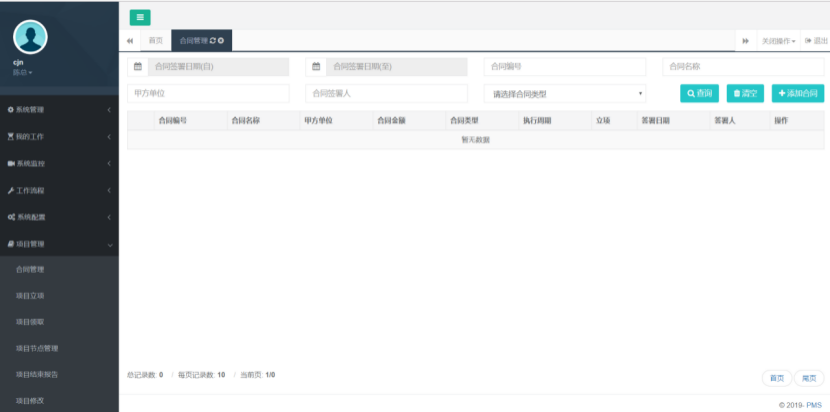 cjn
陈总
系统管理
我的工作
系统监控
工作流程
系统配置
项目管理
合同管理
项目立项
项目领取
项目节点管理
项目结束报告
项目修改
首页 合同管理 关闭操作 退出
合同签署日期(自) 合同签署日期(至) 合同编号 合同名称
甲方单位 合同签署人 请选择合同类型 查询 清空 添加合同
合同编号 合同名称 甲方单位 合同金额 合同类型 执行周期 立项 签署日期 签署人 操作
暂无数据
总记录数: 0 / 每页记录数: 10 / 当前页: 1/0 首页 尾页
© 2019- PMS